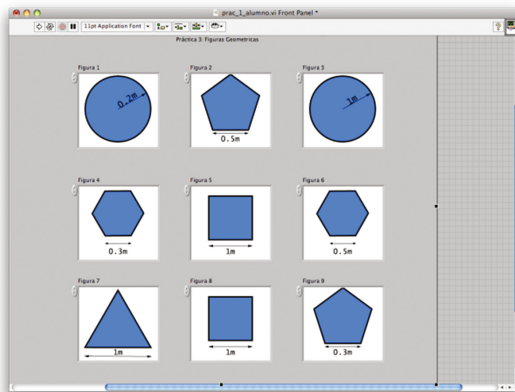 prac_1_alumno.vi Front Panel *
11pt Application Font
Práctica 3: Figuras Geometricas
Figura 1
Figura 2
Figura 3
0.2m
0.5m
1m
Figura 4
Figura 5
Figura 6
0.3m
1m
0.5m
Figura 7
Figura 8
Figura 9
1m
1m
0.3m